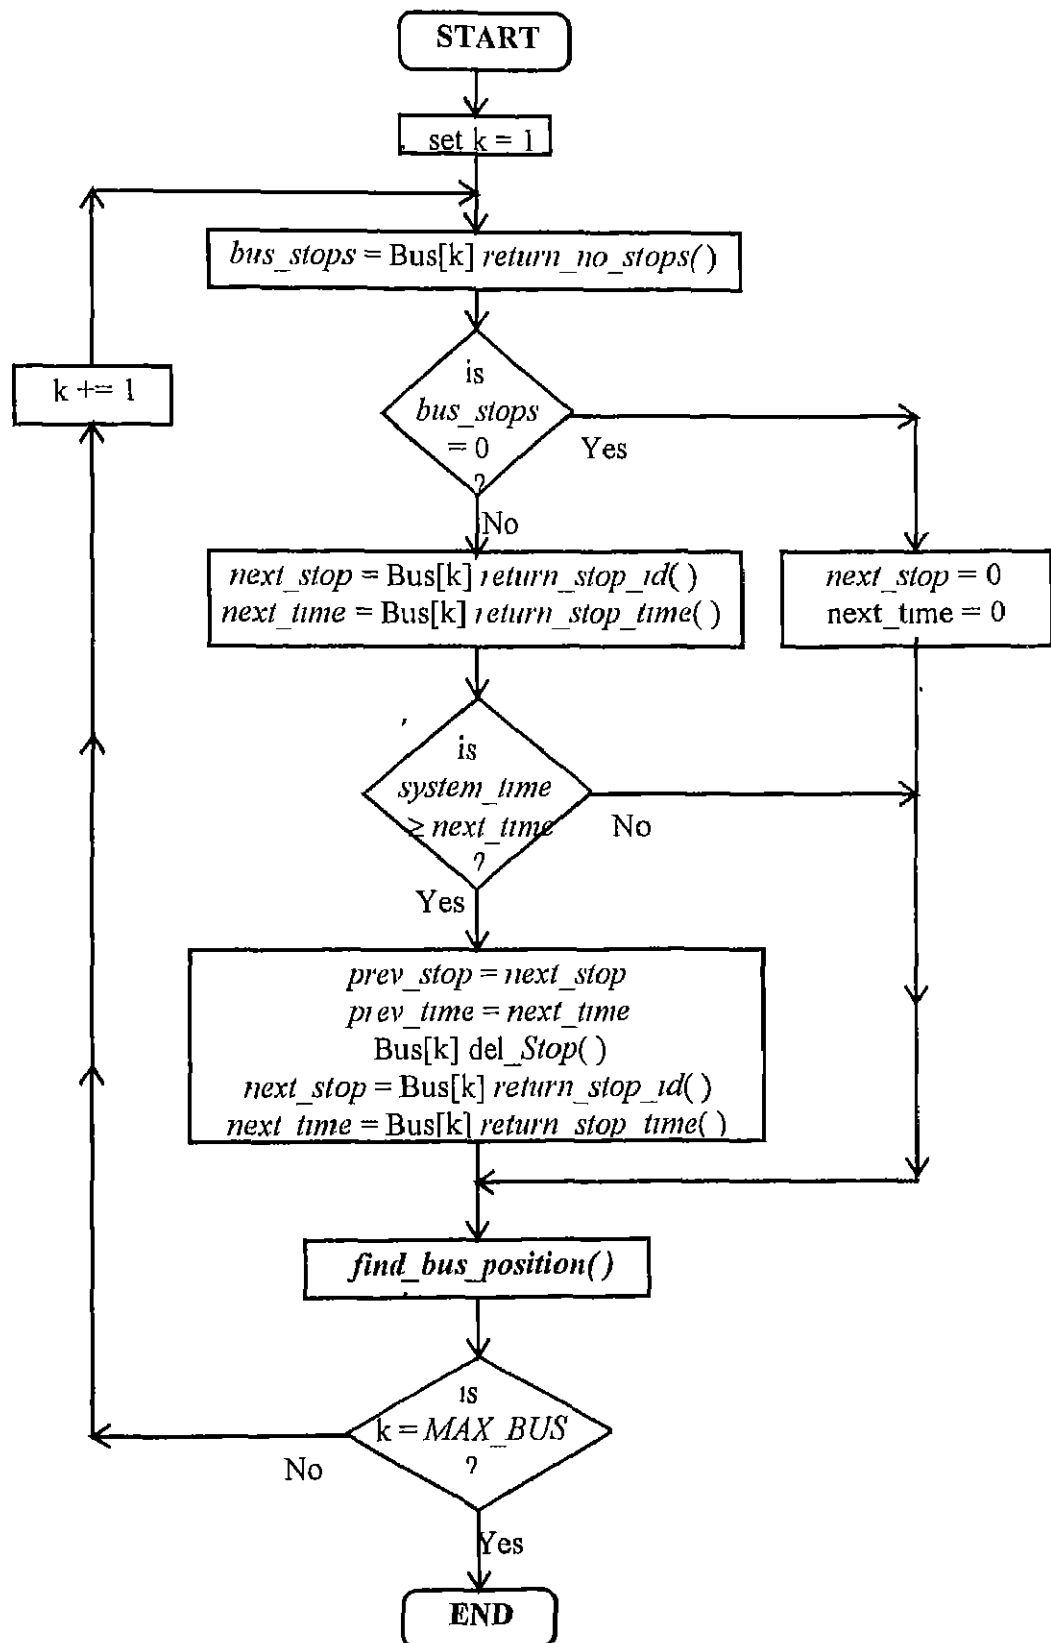 START
set k = 1
bus_stops = Bus[k] return_no_stops()
k += 1
is
bus_stops
= 0
?
Yes
No
next_stop = Bus[k] return_stop_id()
next_time = Bus[k] return_stop_time()
next_stop = 0
next_time = 0
is
system_time
≥ next_time
?
No
Yes
prev_stop = next_stop
prev_time = next_time
Bus[k] del_Stop()
next_stop = Bus[k] return_stop_id()
next_time = Bus[k] return_stop_time()
find_bus_position()
is
k = MAX_BUS
?
No
Yes
END